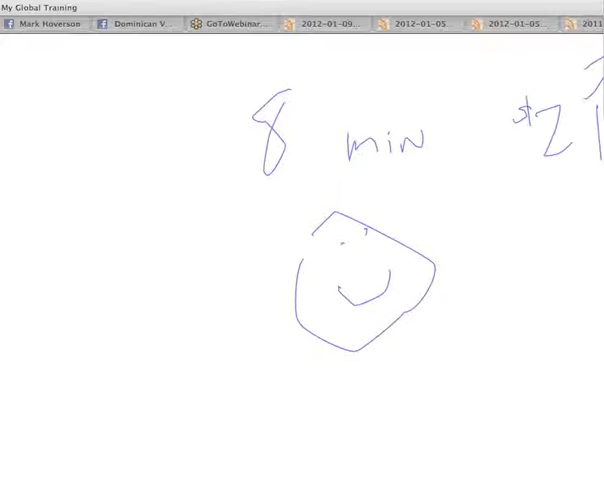 My Global Training
Mark Hoverson Dominican V... GoToWebinar... 2012-01-09... 2012-01-05... 2012-01-05... 2011
8 min $2